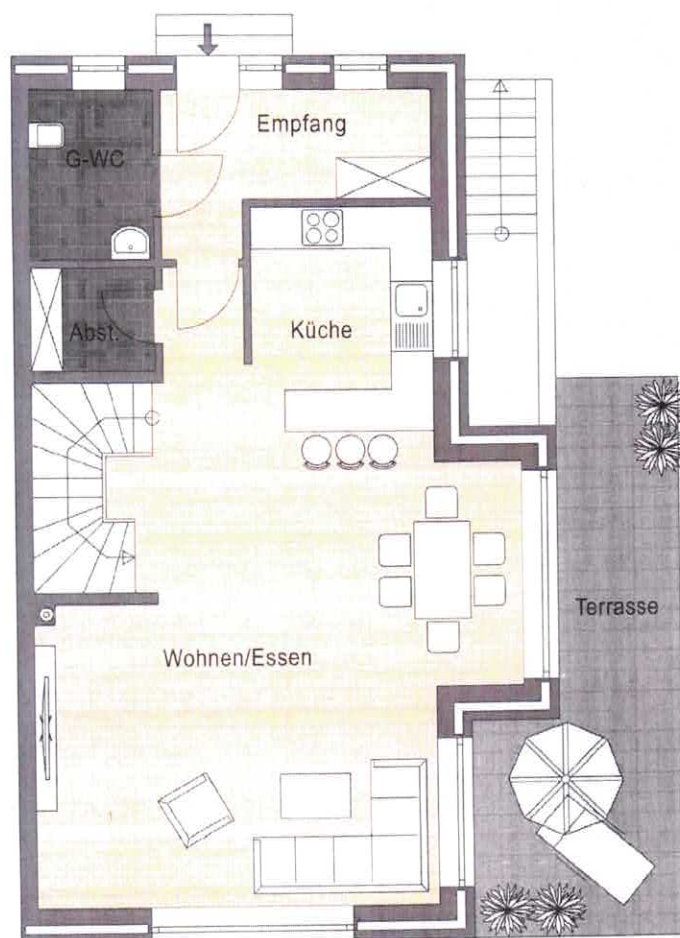 Empfang
G-WC
Abst.
Küche
Terrasse
Wohnen/Essen